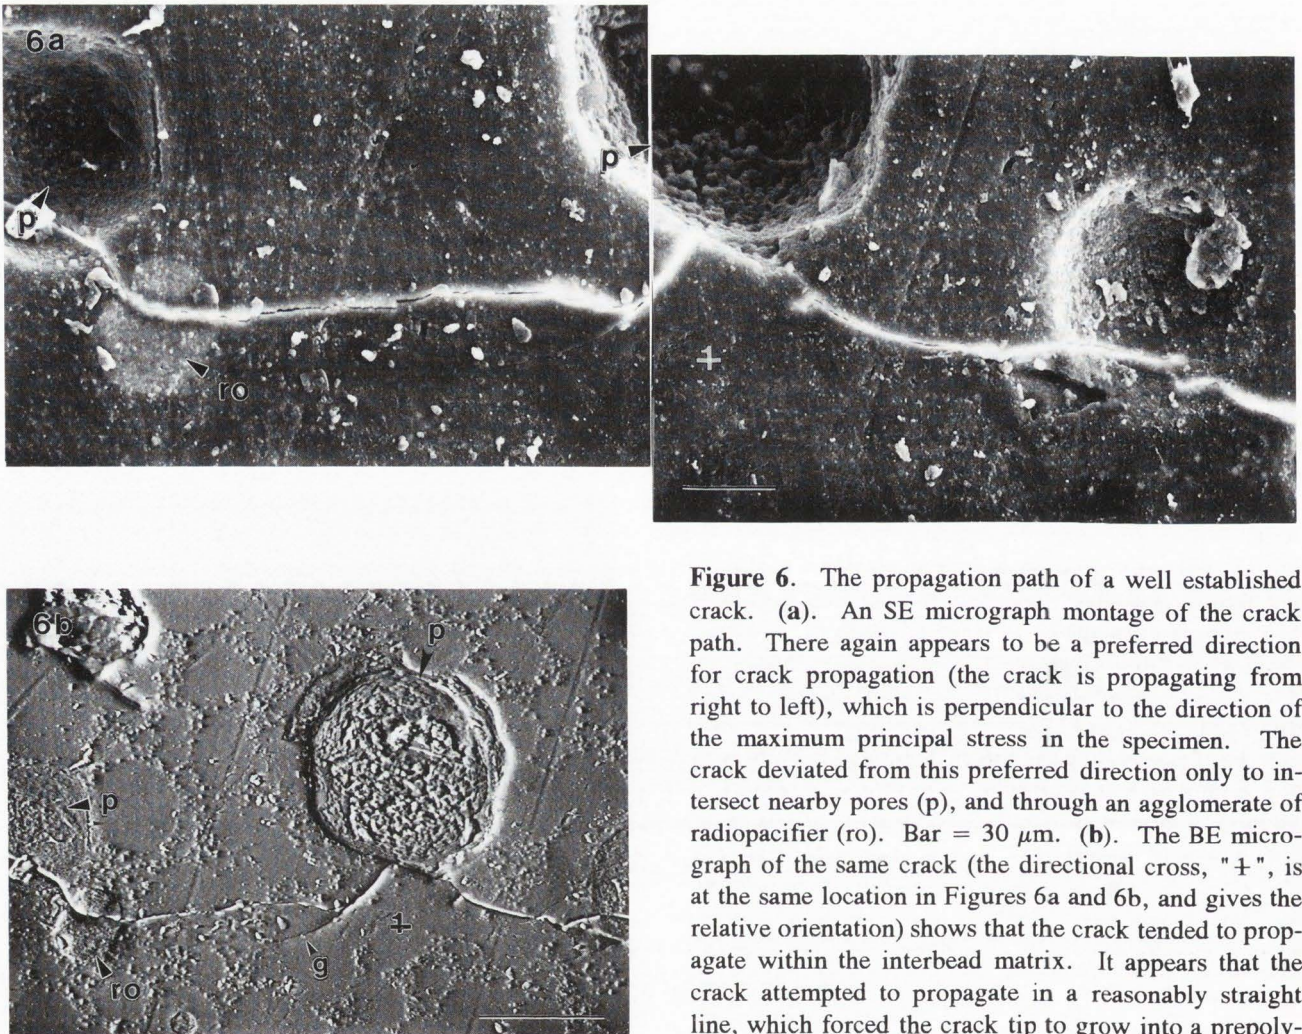 6a
p
p
ro
6b
p
p
g
ro
Figure 6. The propagation path of a well established
crack. (a). An SE micrograph montage of the crack
path. There again appears to be a preferred direction
for crack propagation (the crack is propagating from
right to left), which is perpendicular to the direction of
the maximum principal stress in the specimen. The
crack deviated from this preferred direction only to in-
tersect nearby pores (p), and through an agglomerate of
radiopacifier (ro). Bar = 30 µm. (b). The BE micro-
graph of the same crack (the directional cross, "+", is
at the same location in Figures 6a and 6b, and gives the
relative orientation) shows that the crack tended to prop-
agate within the interbead matrix. It appears that the
crack attempted to propagate in a reasonably straight
line, which forced the crack tip to grow into a prepoly-